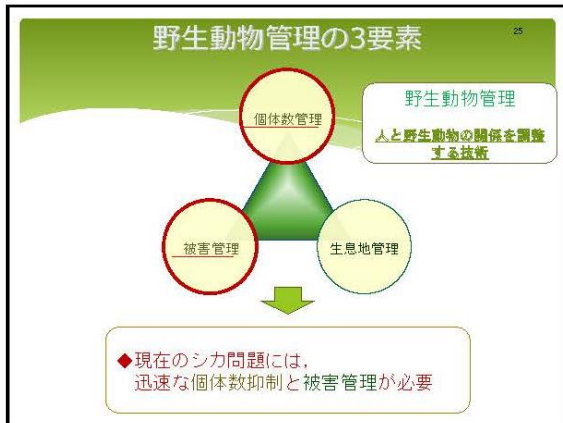 野生動物管理の3要素
25
個体数管理
野生動物管理
人と野生動物の関係を調整
する技術
被害管理
生息地管理
◆現在のシカ問題には,
迅速な個体数抑制と被害管理が必要